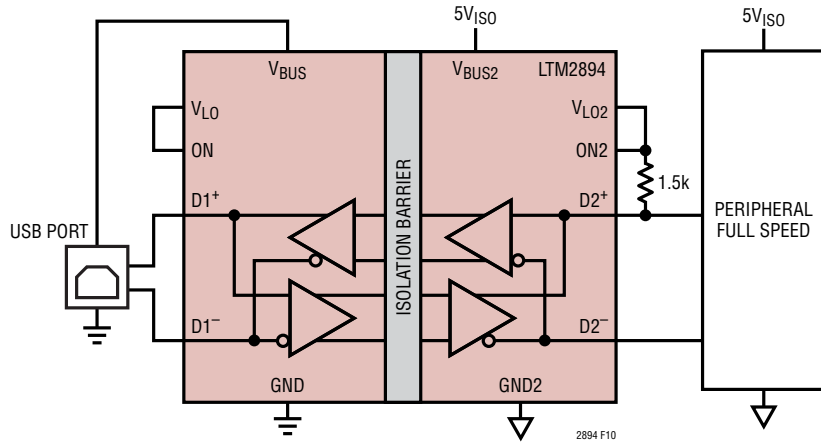 5VISO
5VISO
VBUS
VBUS2
LTM2894
VLO
VLO2
ON
ON2
1.5k
D1+
D2+
USB PORT
PERIPHERAL
FULL SPEED
ISOLATION BARRIER
D1−
D2−
GND
GND2
2894 F10